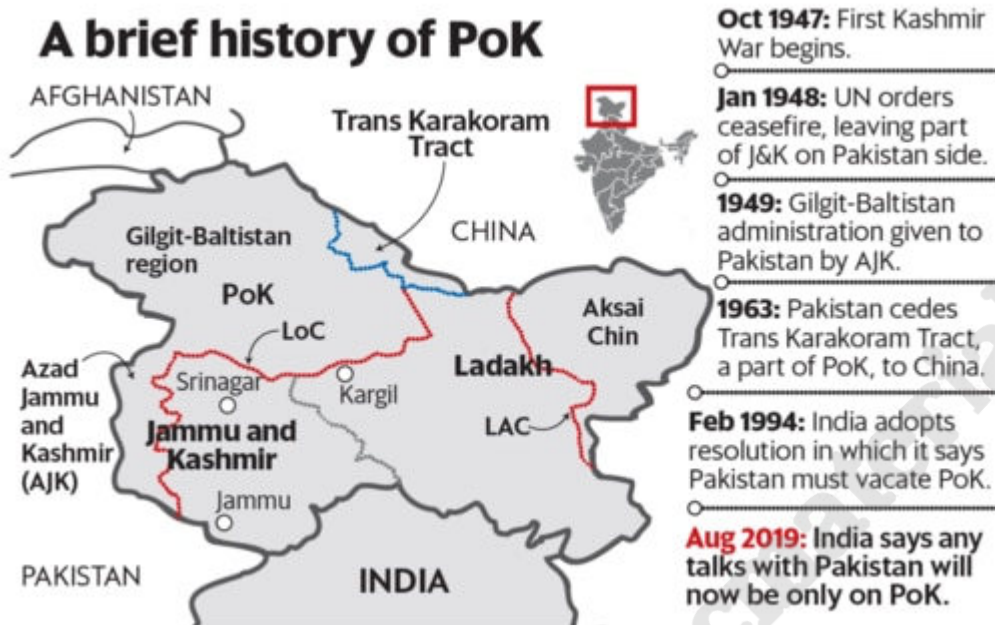 A brief history of PoK
AFGHANISTAN
Trans Karakoram
Tract
CHINA
Gilgit-Baltistan
region
PoK
Aksai
Chin
LoC
Azad
Jammu
and
Kashmir
(AJK)
Srinagar
Kargil
Ladakh
LAC
Jammu and
Kashmir
Jammu
PAKISTAN
INDIA
Oct 1947: First Kashmir
War begins.
Jan 1948: UN orders
ceasefire, leaving part
of J&K on Pakistan side.
1949: Gilgit-Baltistan
administration given to
Pakistan by AJK.
1963: Pakistan cedes
Trans Karakoram Tract,
a part of PoK, to China.
Feb 1994: India adopts
resolution in which it says
Pakistan must vacate PoK.
Aug 2019: India says any
talks with Pakistan will
now be only on PoK.